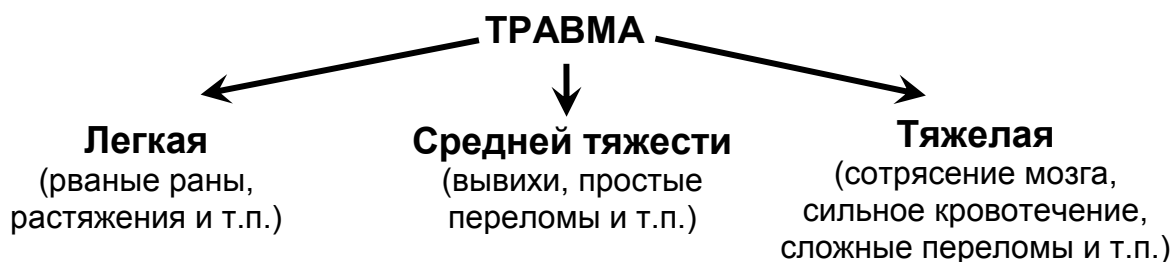 ТРАВМА
Легкая
(рваные раны,
растяжения и т.п.)
Средней тяжести
(вывихи, простые
переломы и т.п.)
Тяжелая
(сотрясение мозга,
сильное кровотечение,
сложные переломы и т.п.)